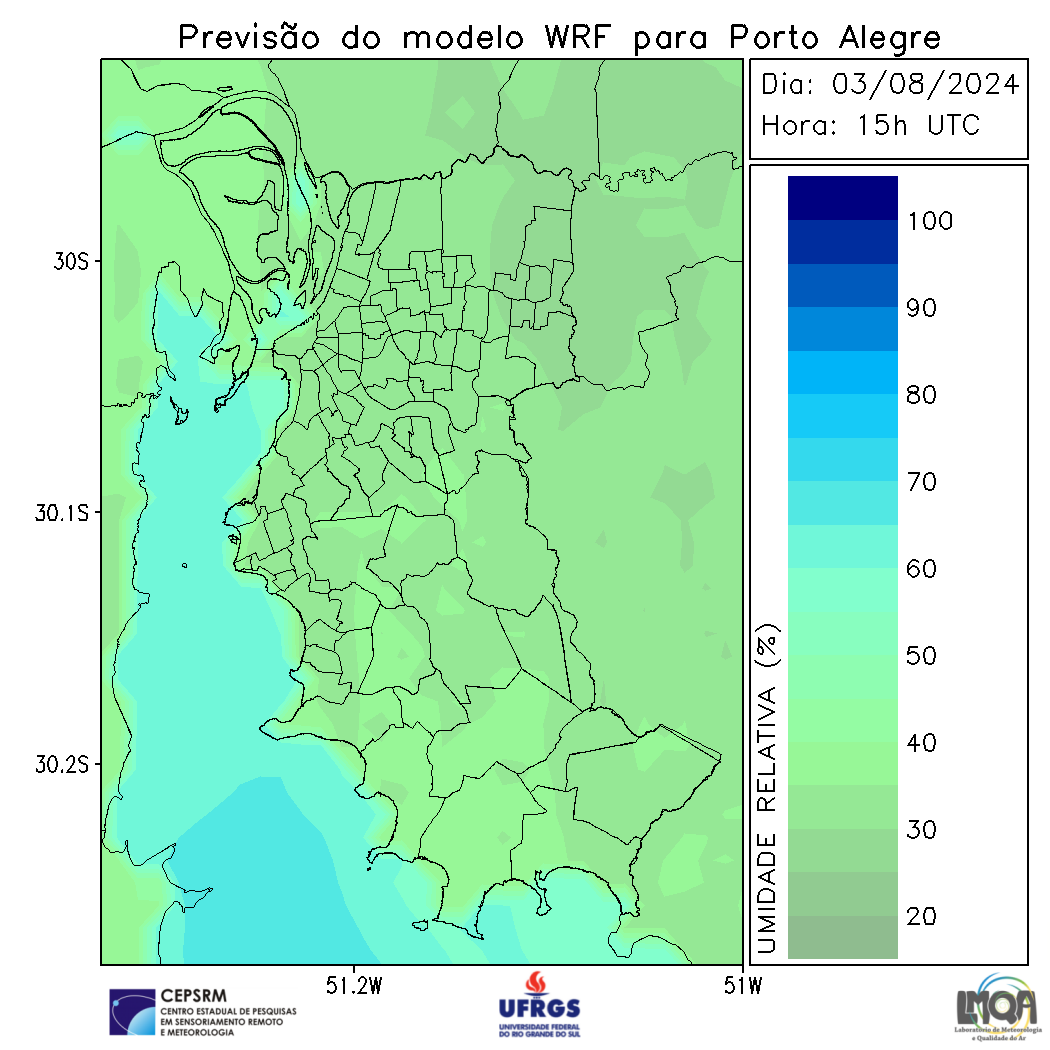 Previsão do modelo WRF para Porto Alegre
Dia: 03/08/2024
Hora: 15h UTC
30S
30.1S
30.2S
51.2W
51W
100
90
80
70
60
50
40
30
20
UMIDADE RELATIVA (%)
CEPSRM
CENTRO ESTADUAL DE PESQUISAS
EM SENSORIAMENTO REMOTO
E METEOROLOGIA
UFRGS
UNIVERSIDADE FEDERAL
DO RIO GRANDE DO SUL
LMQA
Laboratório de Meteorologia
e Qualidade do Ar